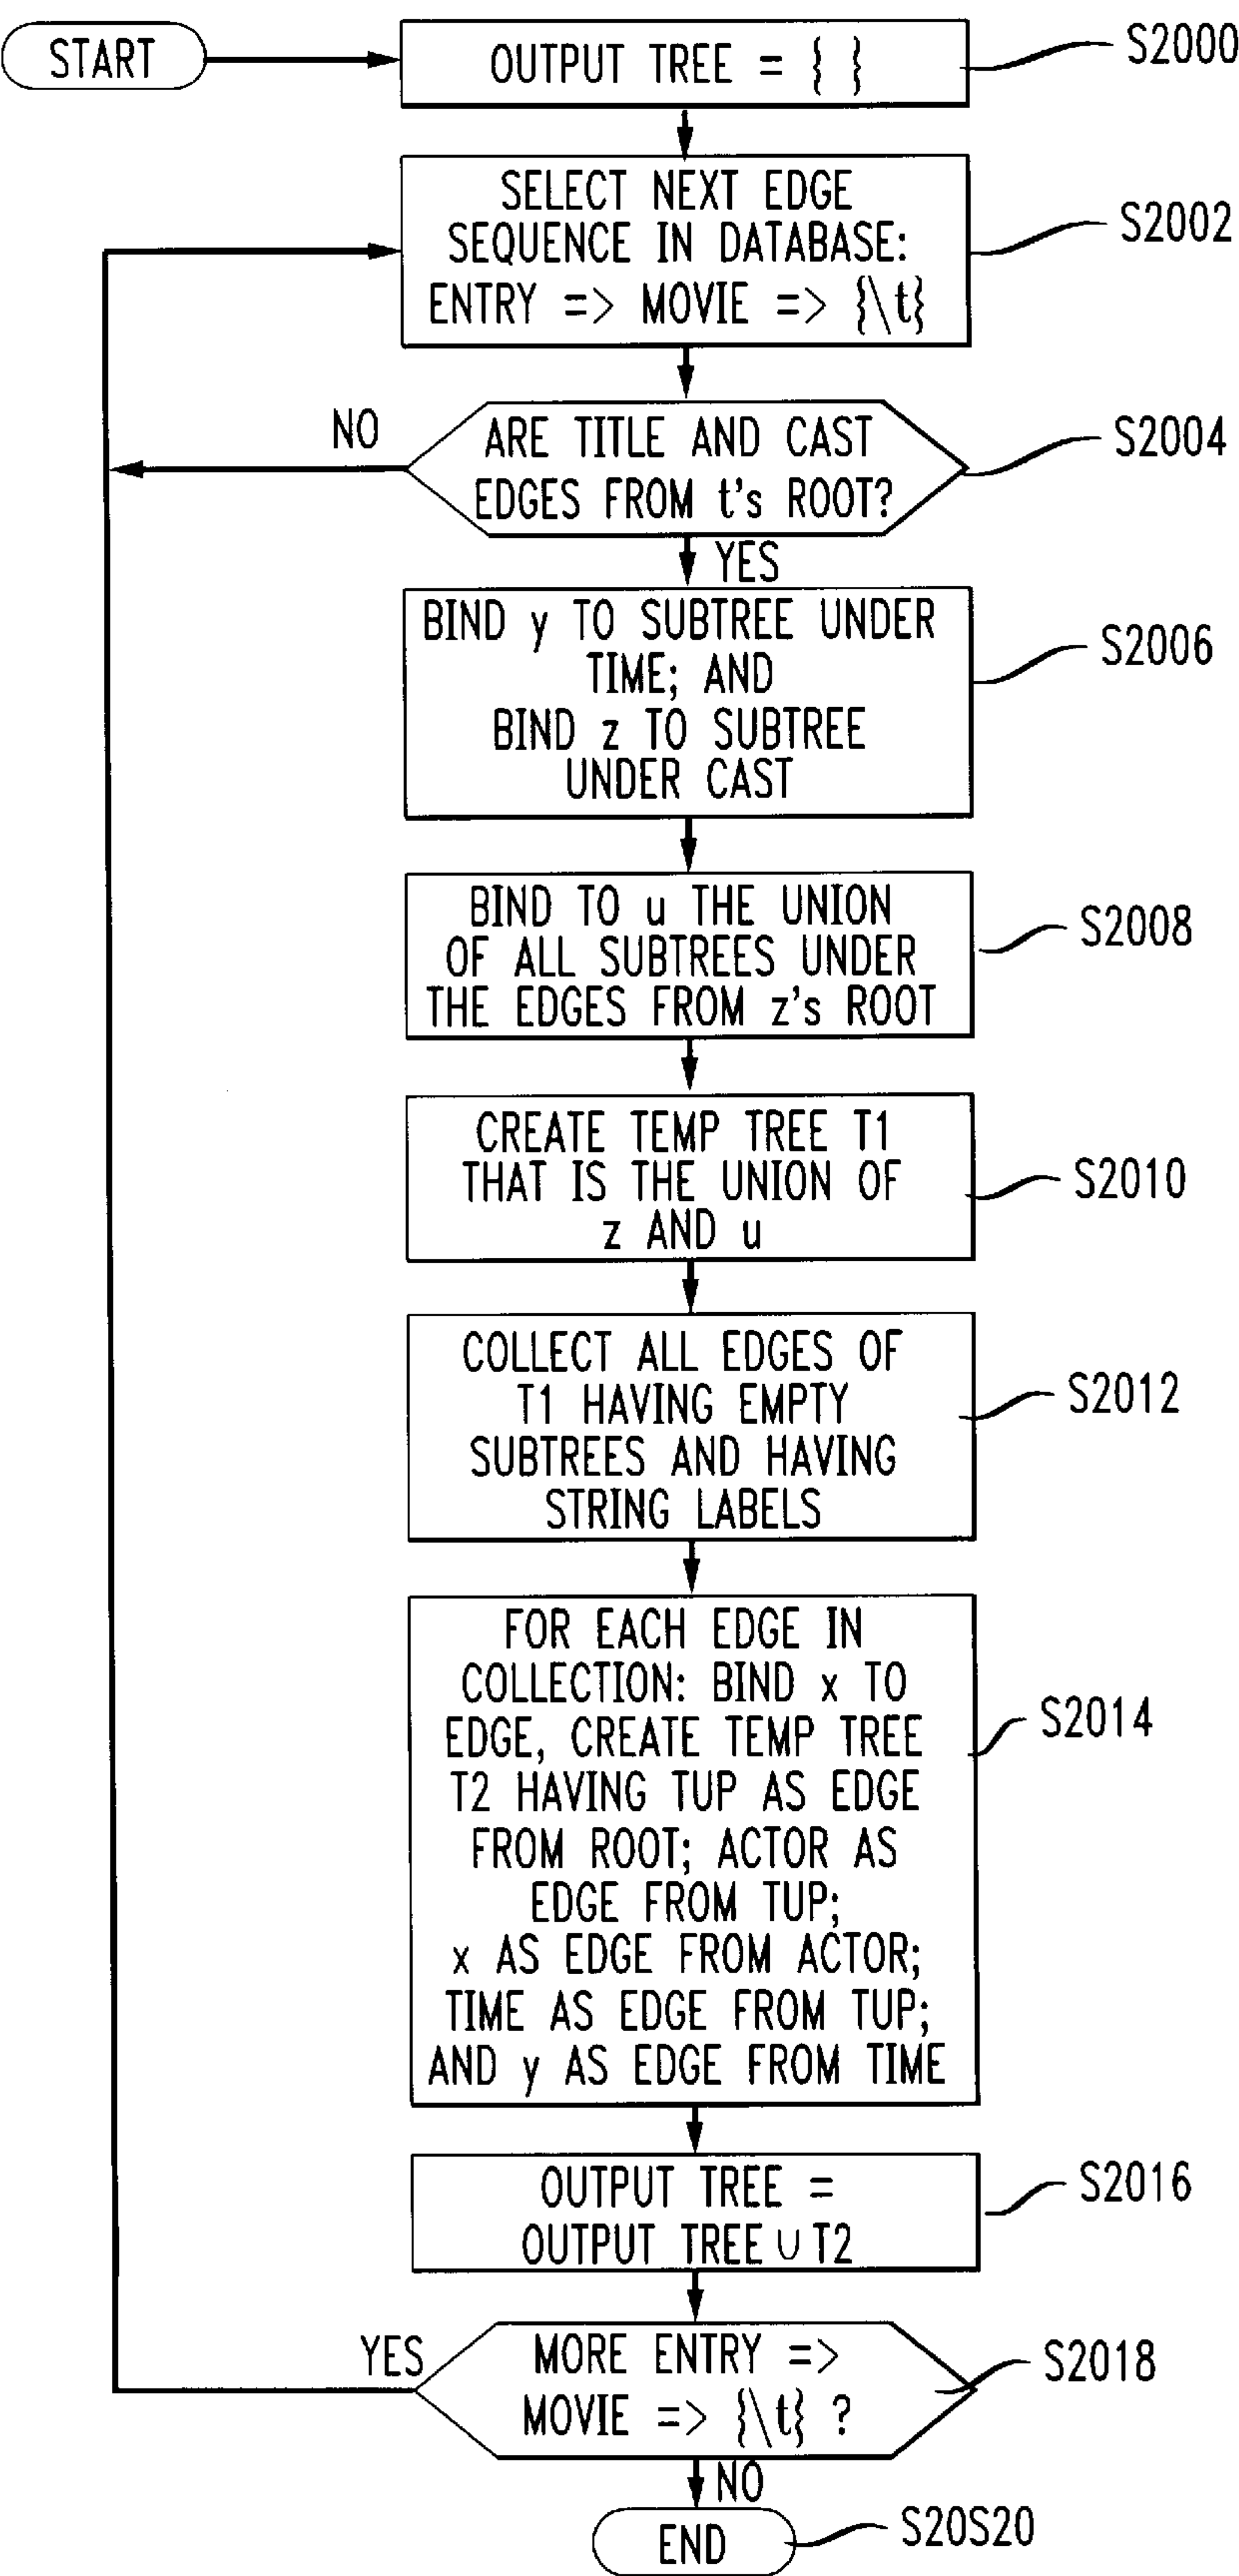 START
OUTPUT TREE = { }
S2000
SELECT NEXT EDGE
SEQUENCE IN DATABASE:
ENTRY => MOVIE => {\t}
S2002
NO
ARE TITLE AND CAST
EDGES FROM t's ROOT?
S2004
YES
BIND y TO SUBTREE UNDER
TIME; AND
BIND z TO SUBTREE
UNDER CAST
S2006
BIND TO u THE UNION
OF ALL SUBTREES UNDER
THE EDGES FROM z's ROOT
S2008
CREATE TEMP TREE T1
THAT IS THE UNION OF
z AND u
S2010
COLLECT ALL EDGES OF
T1 HAVING EMPTY
SUBTREES AND HAVING
STRING LABELS
S2012
FOR EACH EDGE IN
COLLECTION: BIND x TO
EDGE, CREATE TEMP TREE
T2 HAVING TUP AS EDGE
FROM ROOT; ACTOR AS
EDGE FROM TUP;
x AS EDGE FROM ACTOR;
TIME AS EDGE FROM TUP;
AND y AS EDGE FROM TIME
S2014
OUTPUT TREE =
OUTPUT TREE ∪ T2
S2016
YES
MORE ENTRY =>
MOVIE => {\t} ?
S2018
NO
END
S20S20